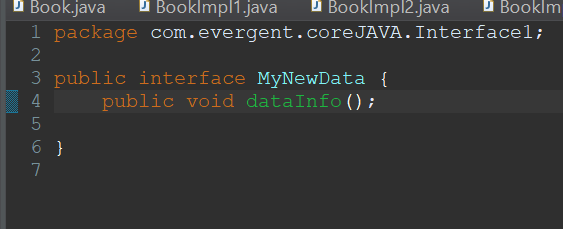 Book.java BookImpl1.java BookImpl2.java
1 package com.evergent.coreJAVA.Interface1;
2
3 public interface MyNewData {
4 public void dataInfo();
5
6 }
7